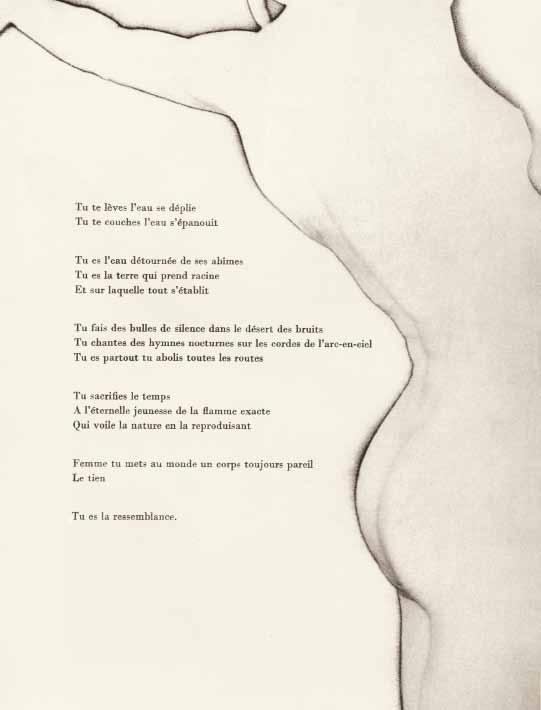 Tu te lèves l'eau se déplie
Tu te couches l'eau s'épanouit
Tu es l'eau détournée de ses abîmes
Tu es la terre qui prend racine
Et sur laquelle tout s'établit
Tu fais des bulles de silence dans le désert des bruits
Tu chantes des hymnes nocturnes sur les cordes de l'arc-en-ciel
Tu es partout tu abolis toutes les routes
Tu sacrifies le temps
A l'éternelle jeunesse de la flamme exacte
Qui voile la nature en la reproduisant
Femme tu mets au monde un corps toujours pareil
Le tien
Tu es la ressemblance.